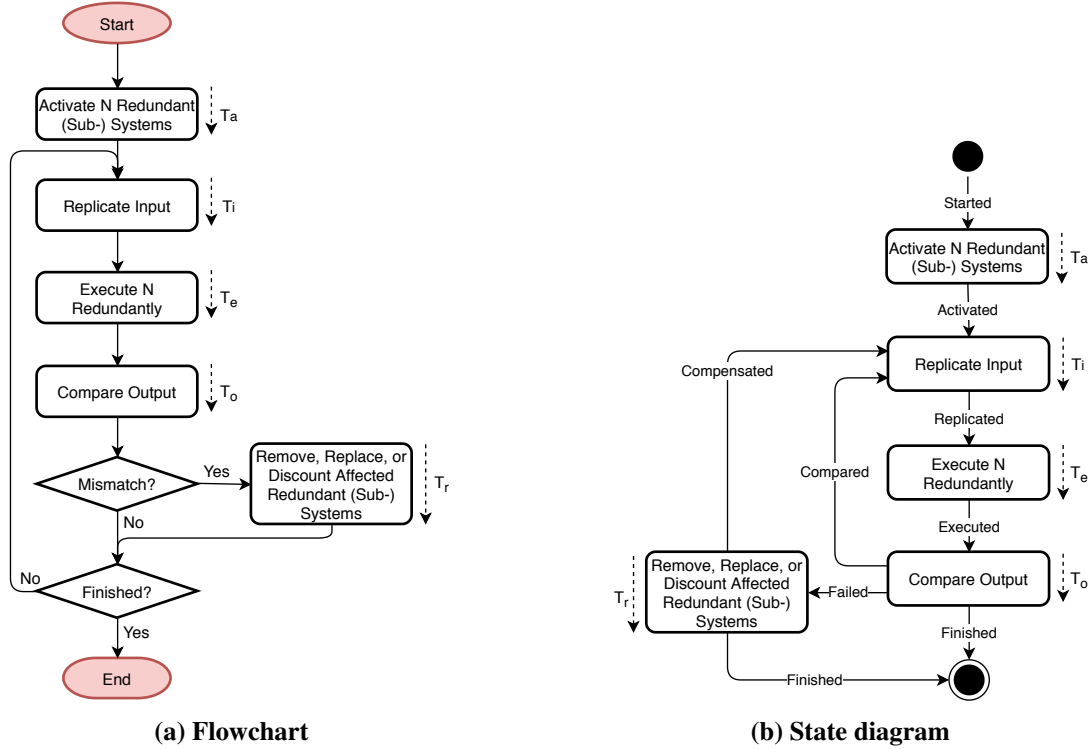 Start
Activate N Redundant
(Sub-) Systems
Ta
Replicate Input
Ti
Execute N
Redundantly
Te
Compare Output
To
Mismatch?
Yes
Remove, Replace, or
Discount Affected
Redundant (Sub-)
Systems
Tr
No
Finished?
No
Yes
End
(a) Flowchart
Started
Activate N Redundant
(Sub-) Systems
Ta
Activated
Replicate Input
Ti
Compensated
Replicated
Execute N
Redundantly
Te
Compared
Executed
Compare Output
To
Remove, Replace, or
Discount Affected
Redundant (Sub-)
Systems
Tr
Failed
Finished
Finished
(b) State diagram